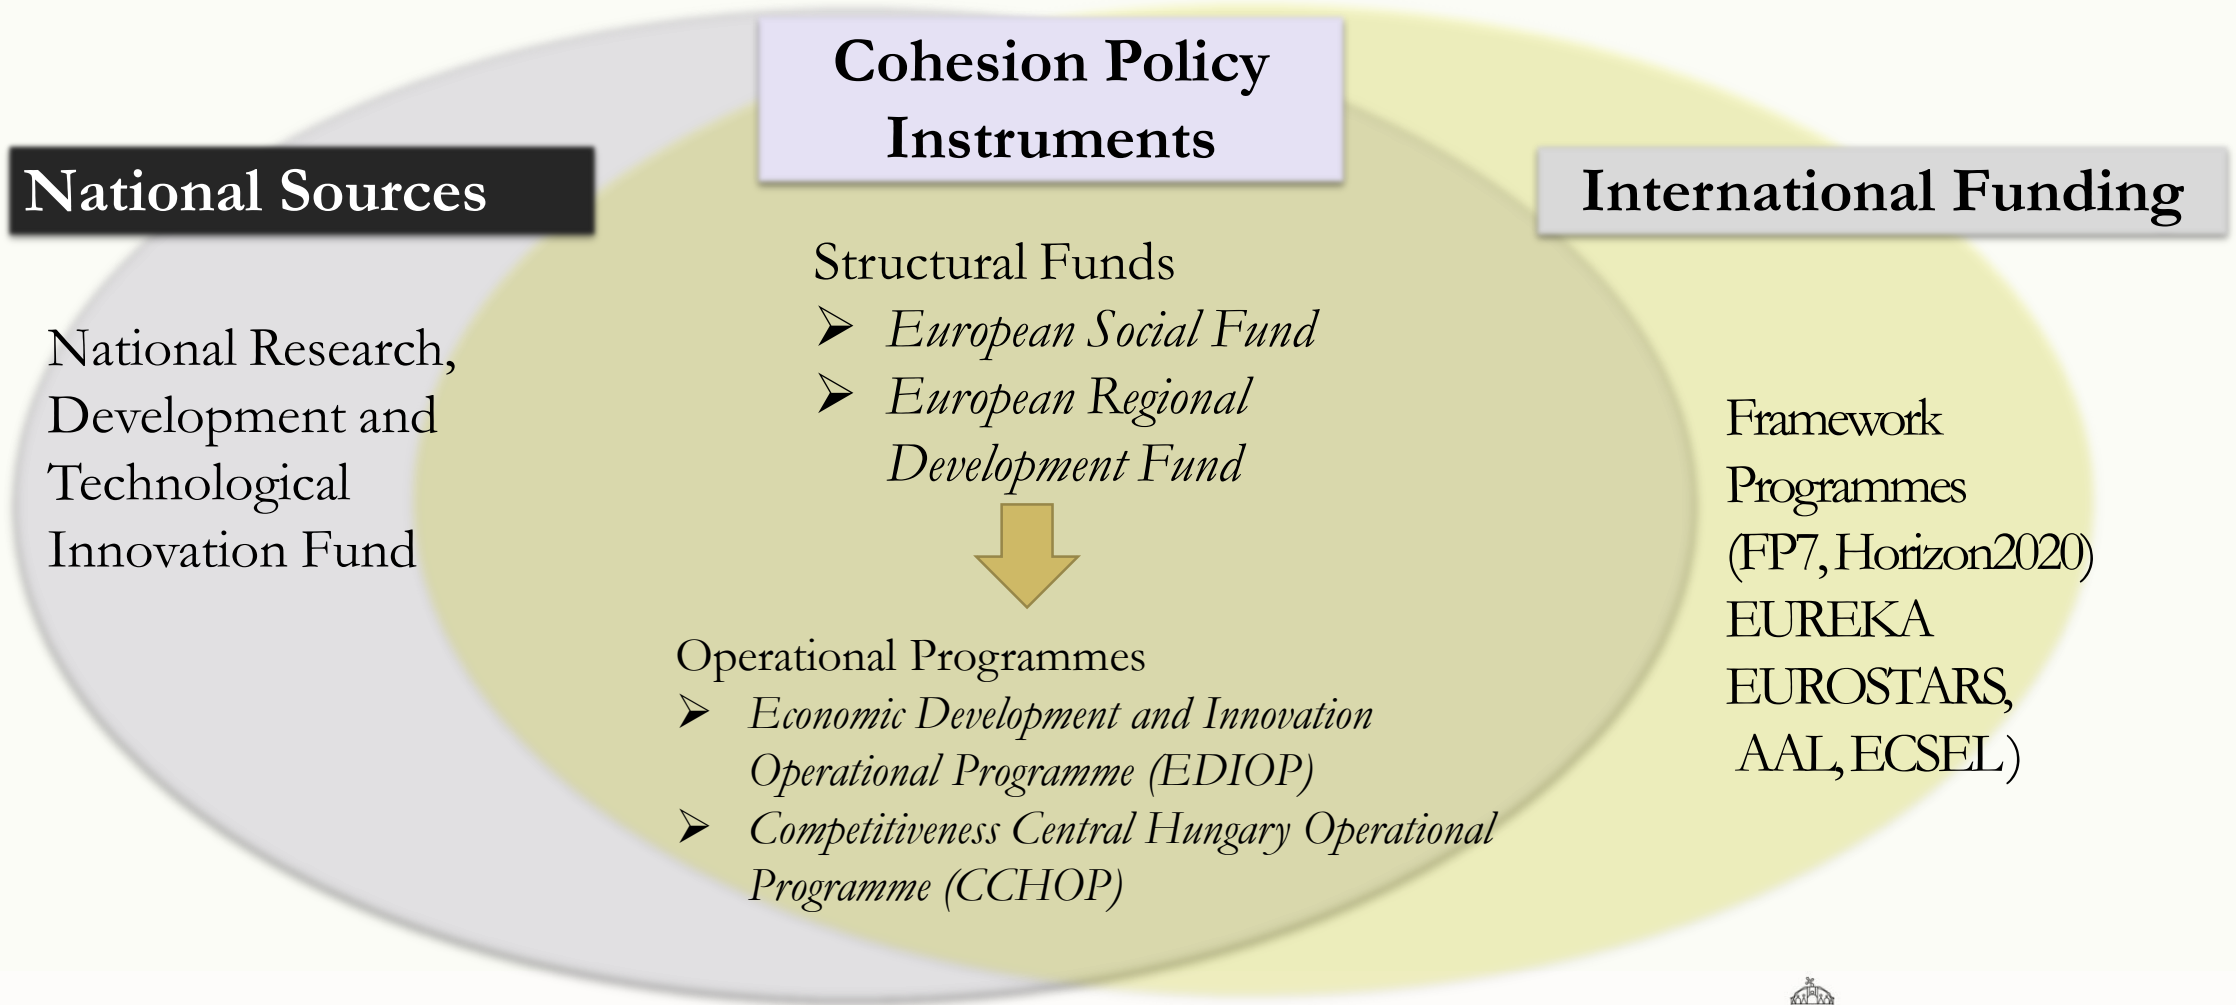 Cohesion Policy
Instruments
National Sources
International Funding
National Research,
Development and
Technological
Innovation Fund
Structural Funds
➢ European Social Fund
➢ European Regional
Development Fund
Operational Programmes
➢ Economic Development and Innovation
Operational Programme (EDIOP)
➢ Competitiveness Central Hungary Operational
Programme (CCHOP)
Framework
Programmes
(FP7, Horizon2020)
EUREKA
EUROSTARS,
AAL, ECSEL)